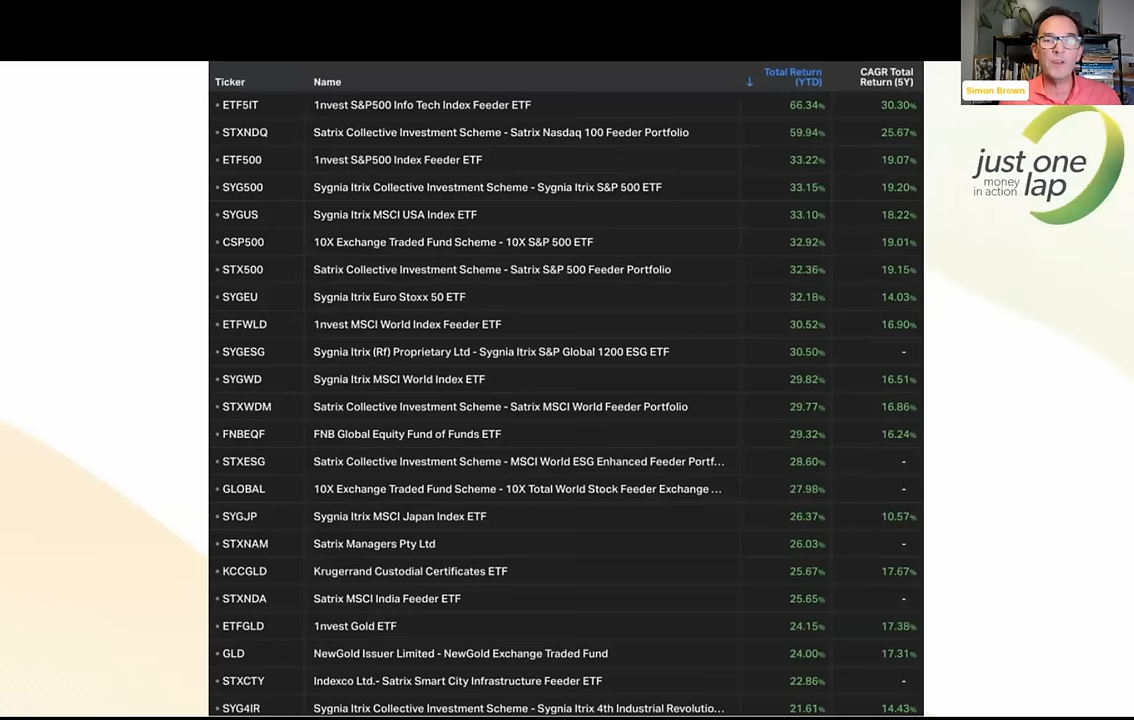 Ticker Name Total Return (YTD) CAGR Total Return (5Y)
ETF5IT 1nvest S&P500 Info Tech Index Feeder ETF 66.34% 30.30%
STXNDQ Satrix Collective Investment Scheme - Satrix Nasdaq 100 Feeder Portfolio 59.94% 25.67%
ETF500 1nvest S&P500 Index Feeder ETF 33.22% 19.07%
SYG500 Sygnia Itrix Collective Investment Scheme - Sygnia Itrix S&P 500 ETF 33.15% 19.20%
SYGUS Sygnia Itrix MSCI USA Index ETF 33.10% 18.22%
CSP500 10X Exchange Traded Fund Scheme - 10X S&P 500 ETF 32.92% 19.01%
STX500 Satrix Collective Investment Scheme - Satrix S&P 500 Feeder Portfolio 32.36% 19.15%
SYGEU Sygnia Itrix Euro Stoxx 50 ETF 32.18% 14.03%
ETFWLD 1nvest MSCI World Index Feeder ETF 30.52% 16.90%
SYGESG Sygnia Itrix (Rf) Proprietary Ltd - Sygnia Itrix S&P Global 1200 ESG ETF 30.50% -
SYGWD Sygnia Itrix MSCI World Index ETF 29.82% 16.51%
STXWDM Satrix Collective Investment Scheme - Satrix MSCI World Feeder Portfolio 29.77% 16.86%
FNBEQF FNB Global Equity Fund of Funds ETF 29.32% 16.24%
STXESG Satrix Collective Investment Scheme - MSCI World ESG Enhanced Feeder Portf... 28.60% -
GLOBAL 10X Exchange Traded Fund Scheme - 10X Total World Stock Feeder Exchange ... 27.98% -
SYGJP Sygnia Itrix MSCI Japan Index ETF 26.37% 10.57%
STXNAM Satrix Managers Pty Ltd 26.03% -
KCCGLD Krugerrand Custodial Certificates ETF 25.67% 17.67%
STXNDA Satrix MSCI India Feeder ETF 25.65% -
ETFGLD 1nvest Gold ETF 24.15% 17.38%
GLD NewGold Issuer Limited - NewGold Exchange Traded Fund 24.00% 17.31%
STXCTY Indexco Ltd.- Satrix Smart City Infrastructure Feeder ETF 22.86% -
SYG4IR Sygnia Itrix Collective Investment Scheme - Sygnia Itrix 4th Industrial Revolutio... 21.61% 14.43%
Simon Brown
just one
money in action lap